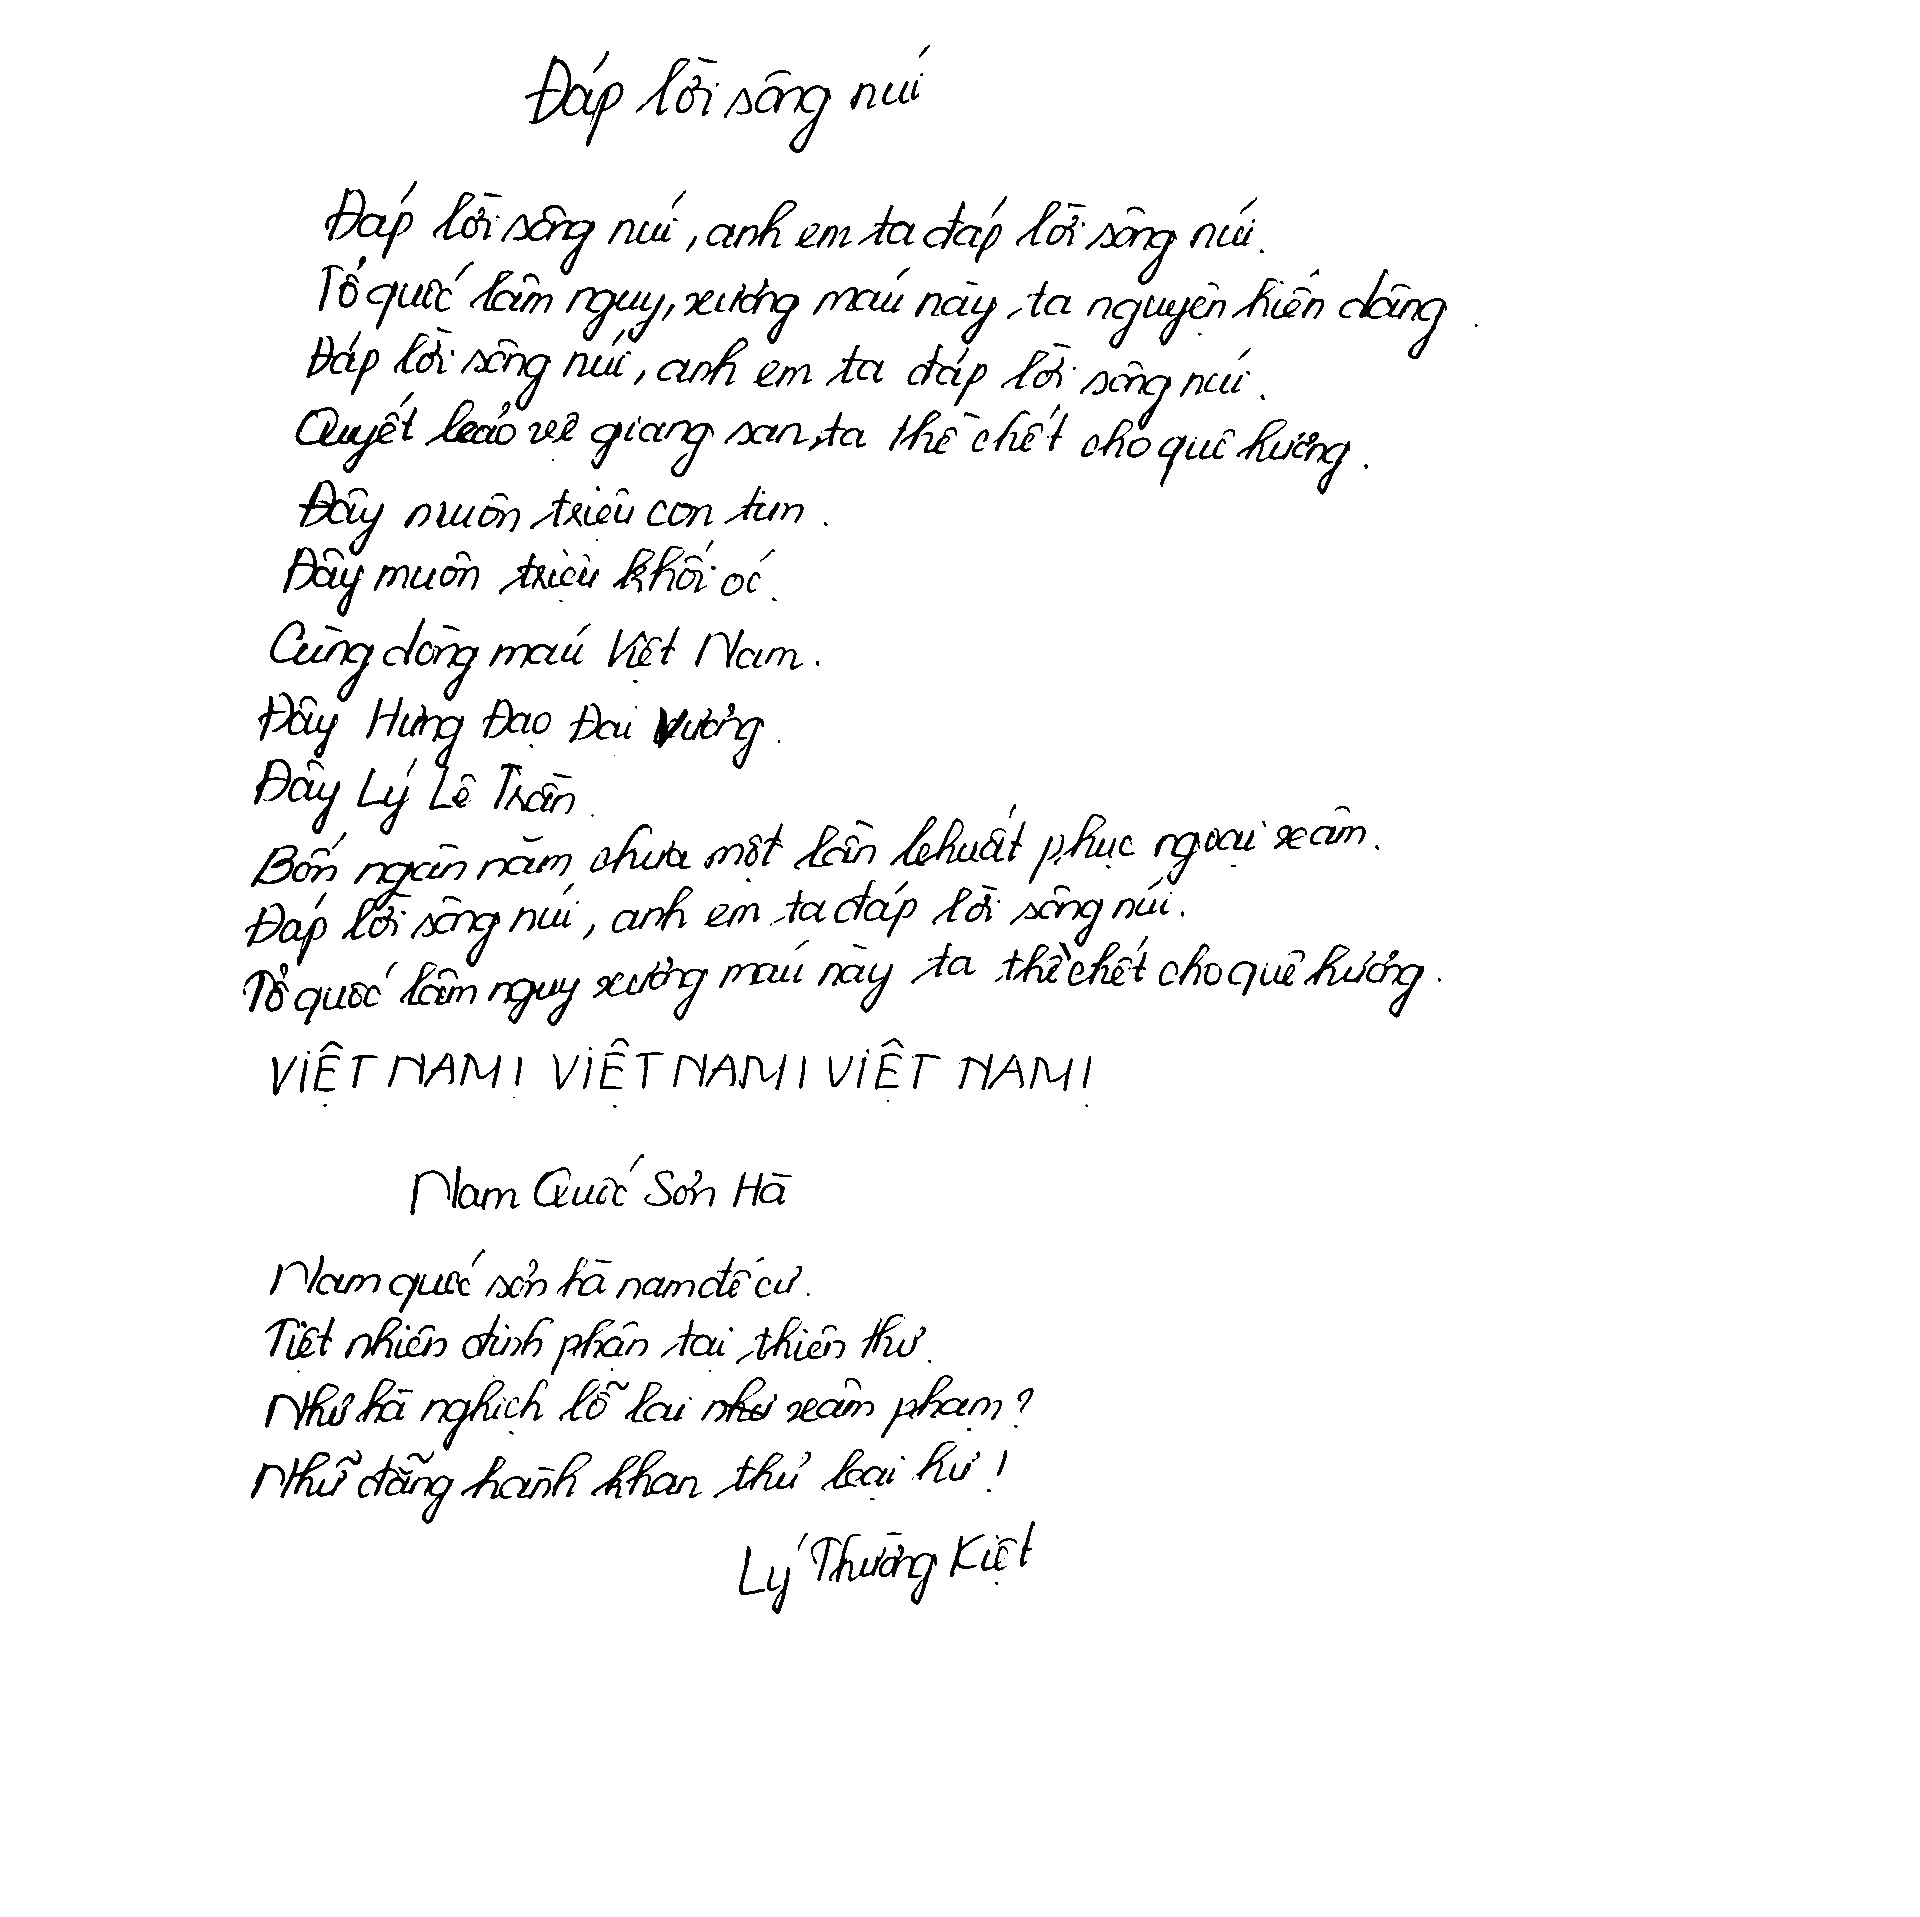 Đáp lời sông núi
Đáp lời sông núi, anh em ta đáp lời sông núi.
Tổ quốc lâm nguy, xương máu này, ta nguyện hiến dâng.
Đáp lời sông núi, anh em ta đáp lời sông núi.
Quyết bảo vệ giang san, ta thề chết cho quê hương.
Đây muôn triệu con tim.
Đây muôn triệu khối óc.
Cùng dòng máu Việt Nam.
Đây Hưng Đạo Đại Vương.
Đây Lý Lê Trần.
Bốn ngàn năm chưa một lần khuất phục ngoại xâm.
Đáp lời sông núi, anh em ta đáp lời sông núi.
Tổ quốc lâm nguy xương máu này ta thề chết cho quê hương.
VIỆT NAM! VIỆT NAM! VIỆT NAM!
Nam Quốc Sơn Hà
Nam quốc sơn hà nam đế cư.
Tiệt nhiên định phận tại thiên thư.
Như hà nghịch lỗ lai như xâm phạm?
Nhữ đẳng hành khan thủ bại hư!
Lý Thường Kiệt